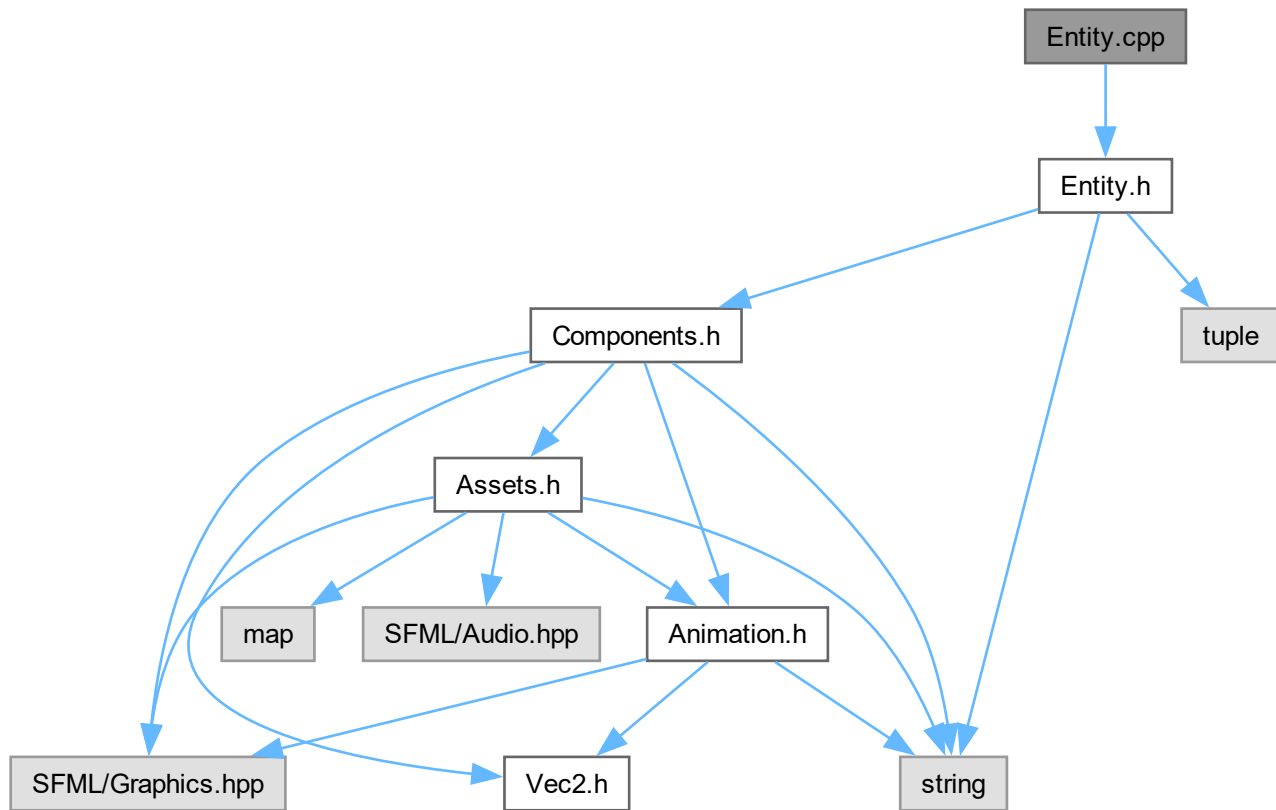 Entity.cpp
Entity.h
Components.h
tuple
Assets.h
map
SFML/Audio.hpp
Animation.h
SFML/Graphics.hpp
Vec2.h
string